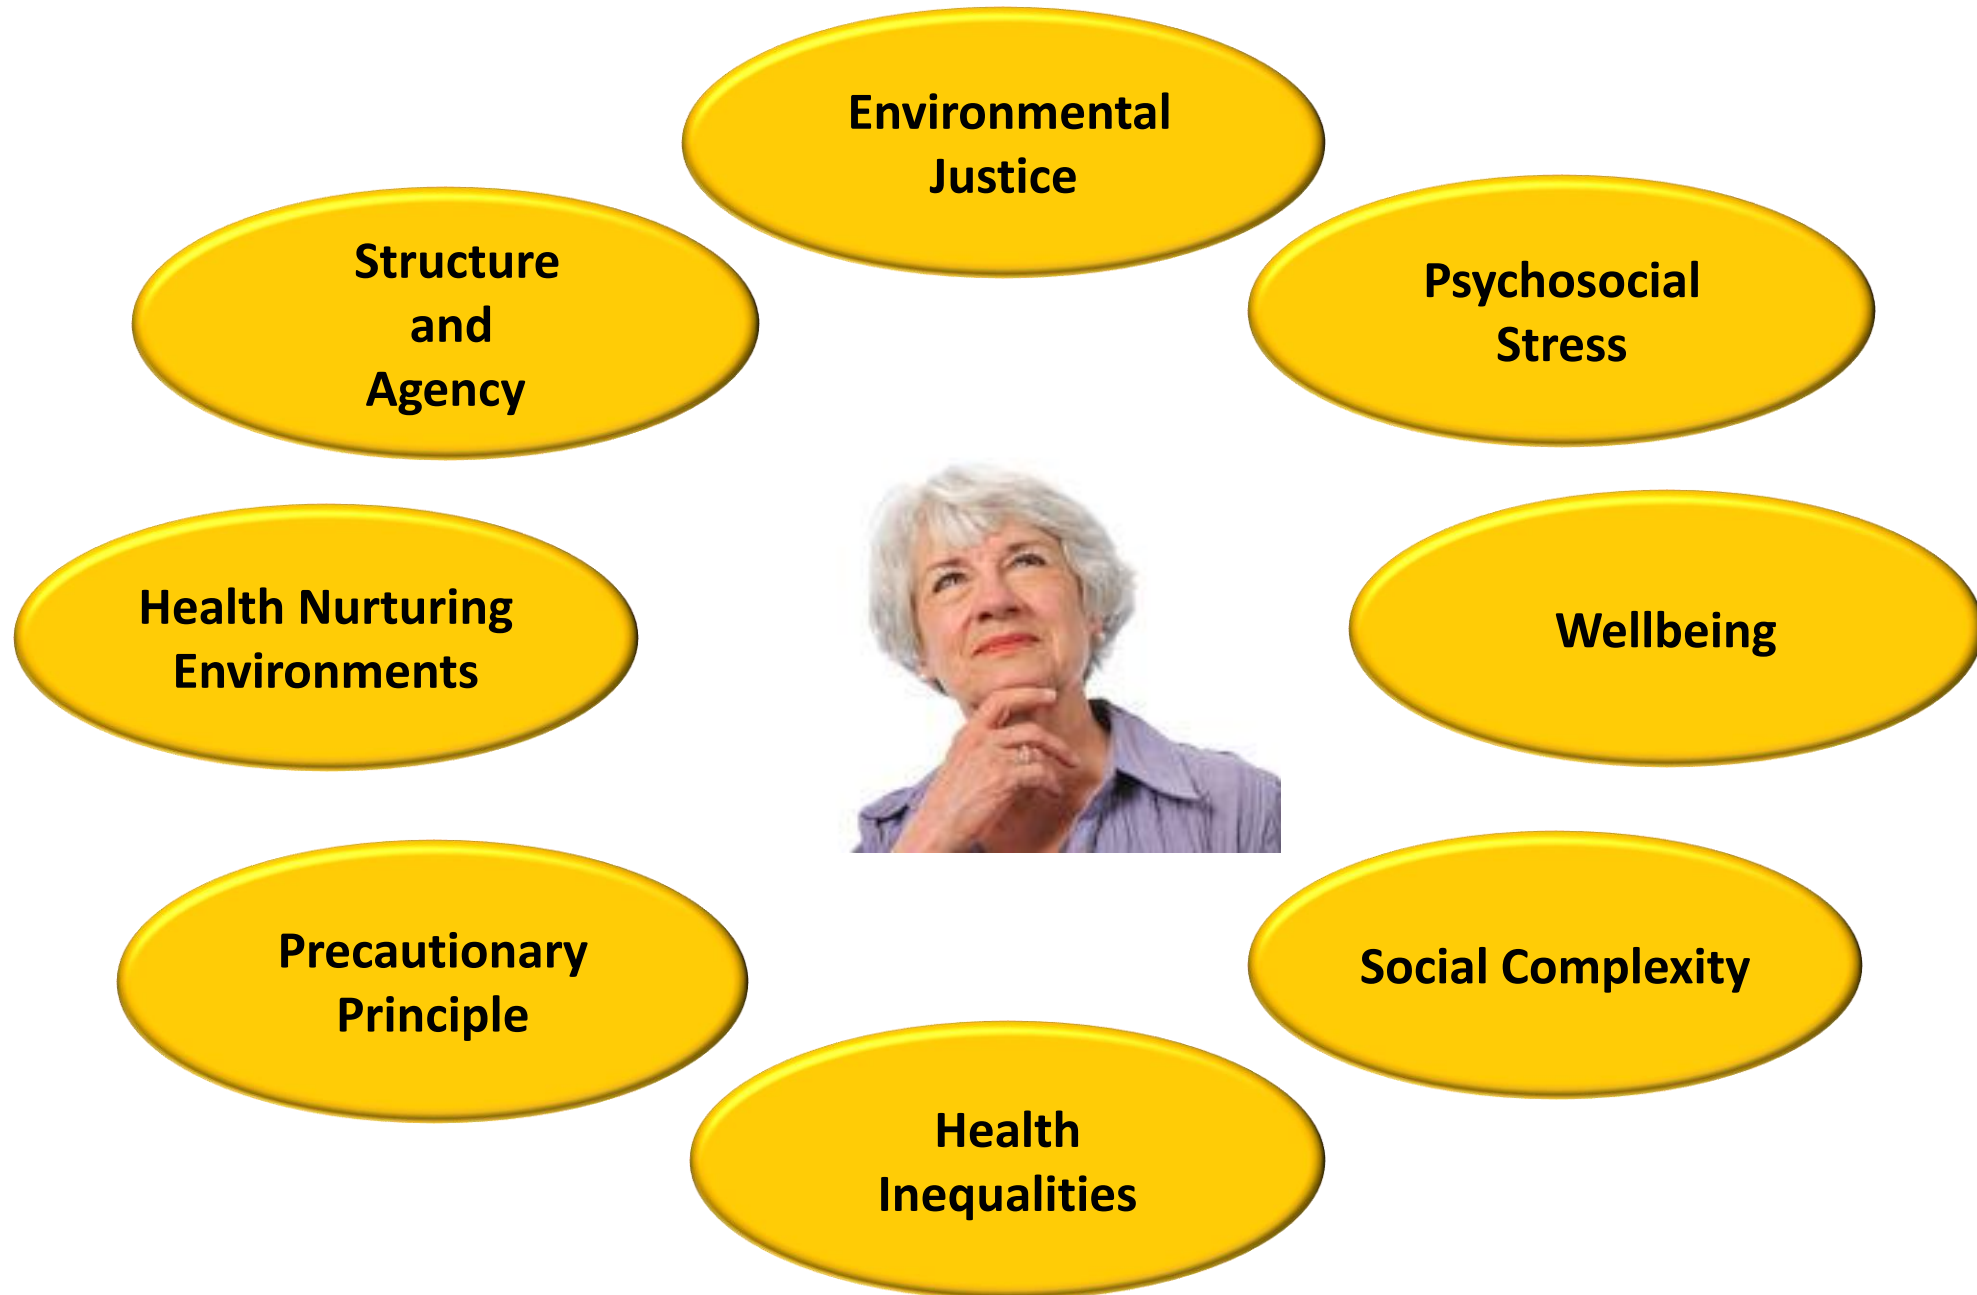 Environmental
Justice
Psychosocial
Stress
Wellbeing
Social Complexity
Health
Inequalities
Precautionary
Principle
Health Nurturing
Environments
Structure
and
Agency